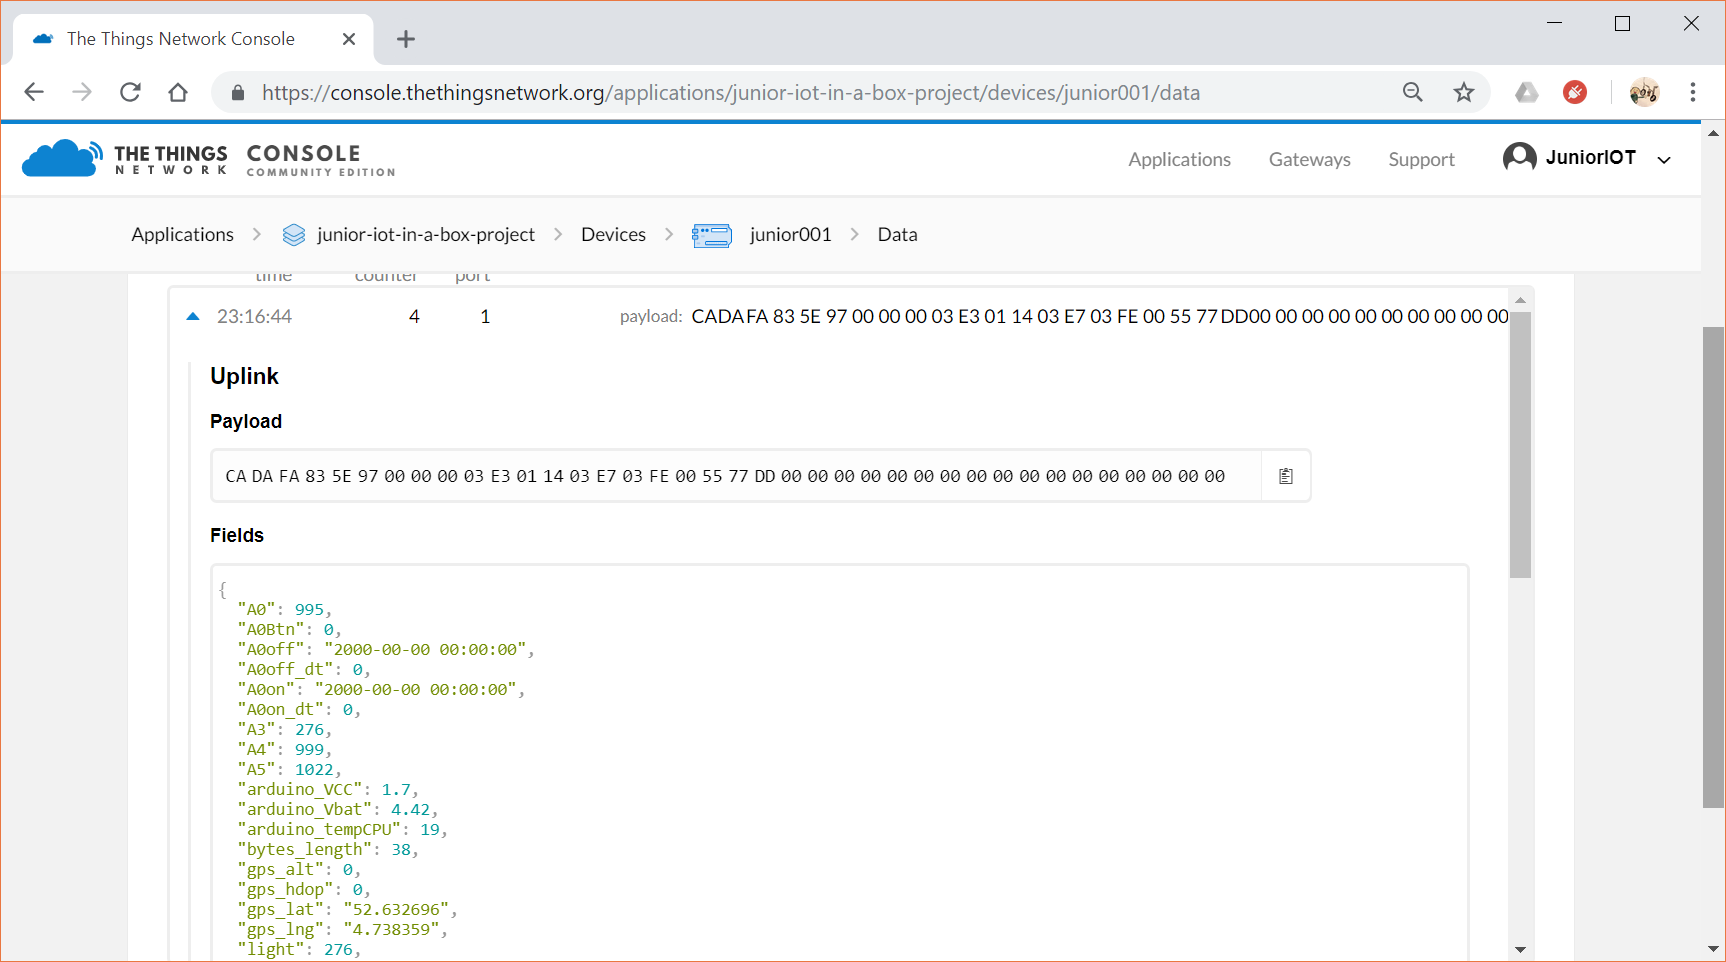 The Things Network Console
https://console.thethingsnetwork.org/applications/junior-iot-in-a-box-project/devices/junior001/data
THE THINGS NETWORK CONSOLE COMMUNITY EDITION
Applications Gateways Support JuniorIOT
Applications junior-iot-in-a-box-project Devices junior001 Data
time counter port
23:16:44 4 1 payload: CA DA FA 83 5E 97 00 00 00 03 E3 01 14 03 E7 03 FE 00 55 77 DD 00 00 00 00 00 00 00 00 00 00
Uplink
Payload
CA DA FA 83 5E 97 00 00 00 03 E3 01 14 03 E7 03 FE 00 55 77 DD 00 00 00 00 00 00 00 00 00 00 00 00 00 00 00 00 00
Fields
{
"A0": 995,
"A0Btn": 0,
"A0off": "2000-00-00 00:00:00",
"A0off_dt": 0,
"A0on": "2000-00-00 00:00:00",
"A0on_dt": 0,
"A3": 276,
"A4": 999,
"A5": 1022,
"arduino_VCC": 1.7,
"arduino_Vbat": 4.42,
"arduino_tempCPU": 19,
"bytes_length": 38,
"gps_alt": 0,
"gps_hdop": 0,
"gps_lat": "52.632696",
"gps_lng": "4.738359",
"light": 276,